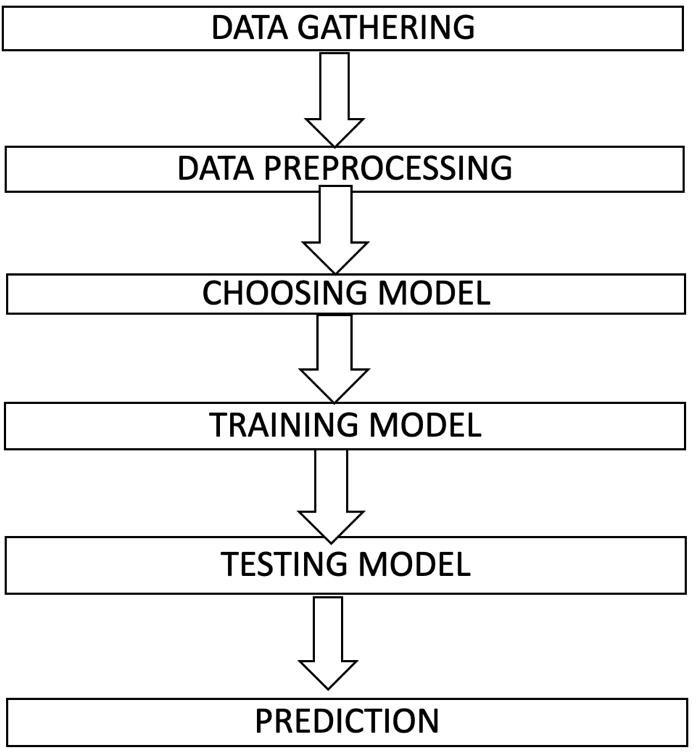 DATA GATHERING
DATA PREPROCESSING
CHOOSING MODEL
TRAINING MODEL
TESTING MODEL
PREDICTION